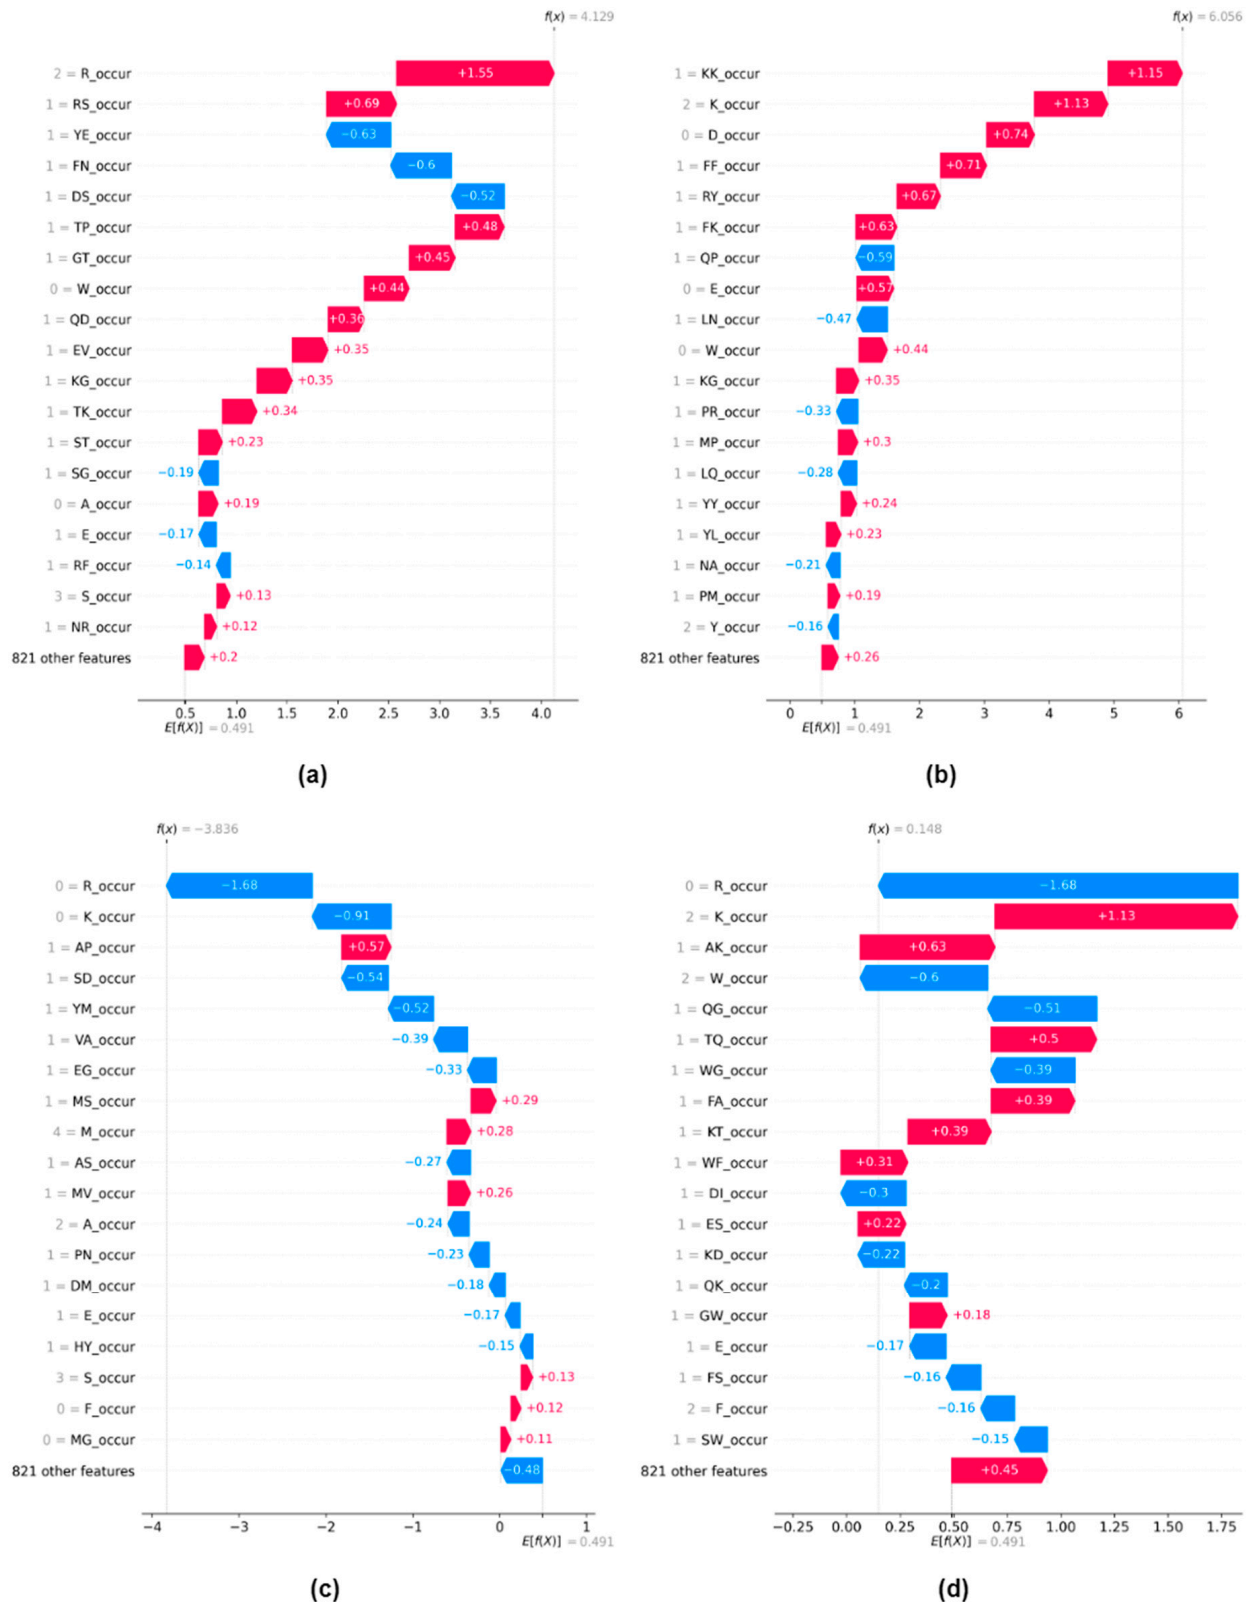 f(x) = 4.129
2 = R_occur +1.55
1 = RS_occur +0.69
1 = YE_occur −0.63
1 = FN_occur −0.6
1 = DS_occur −0.52
1 = TP_occur +0.48
1 = GT_occur +0.45
0 = W_occur +0.44
1 = QD_occur +0.36
1 = EV_occur +0.35
1 = KG_occur +0.35
1 = TK_occur +0.34
1 = ST_occur +0.23
1 = SG_occur −0.19
0 = A_occur +0.19
1 = E_occur −0.17
1 = RF_occur −0.14
3 = S_occur +0.13
1 = NR_occur +0.12
821 other features +0.2
0.5 1.0 1.5 2.0 2.5 3.0 3.5 4.0
E[f(X)] = 0.491
(a)
f(x) = 6.056
1 = KK_occur +1.15
2 = K_occur +1.13
0 = D_occur +0.74
1 = FF_occur +0.71
1 = RY_occur +0.67
1 = FK_occur +0.63
1 = QP_occur −0.59
0 = E_occur +0.57
1 = LN_occur −0.47
0 = W_occur +0.44
1 = KG_occur +0.35
1 = PR_occur −0.33
1 = MP_occur +0.3
1 = LQ_occur −0.28
1 = YY_occur +0.24
1 = YL_occur +0.23
1 = NA_occur −0.21
1 = PM_occur +0.19
2 = Y_occur −0.16
821 other features +0.26
0 1 2 3 4 5 6
E[f(X)] = 0.491
(b)
f(x) = −3.836
0 = R_occur −1.68
0 = K_occur −0.91
1 = AP_occur +0.57
1 = SD_occur −0.54
1 = YM_occur −0.52
1 = VA_occur −0.39
1 = EG_occur −0.33
1 = MS_occur +0.29
4 = M_occur +0.28
1 = AS_occur −0.27
1 = MV_occur +0.26
2 = A_occur −0.24
1 = PN_occur −0.23
1 = DM_occur −0.18
1 = E_occur −0.17
1 = HY_occur −0.15
3 = S_occur +0.13
0 = F_occur +0.12
0 = MG_occur +0.11
821 other features −0.48
−4 −3 −2 −1 0 1
E[f(X)] = 0.491
(c)
f(x) = 0.148
0 = R_occur −1.68
2 = K_occur +1.13
1 = AK_occur +0.63
2 = W_occur −0.6
1 = QG_occur −0.51
1 = TQ_occur +0.5
1 = WG_occur −0.39
1 = FA_occur +0.39
1 = KT_occur +0.39
1 = WF_occur +0.31
1 = DI_occur −0.3
1 = ES_occur +0.22
1 = KD_occur −0.22
1 = QK_occur −0.2
1 = GW_occur +0.18
1 = E_occur −0.17
1 = FS_occur −0.16
2 = F_occur −0.16
1 = SW_occur −0.15
821 other features +0.45
−0.25 0.00 0.25 0.50 0.75 1.00 1.25 1.50 1.75
E[f(X)] = 0.491
(d)